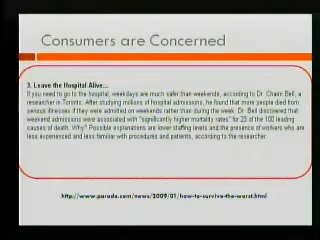 Consumers are Concerned
3. Leave the Hospital Alive...
If you need to go to the hospital, weekdays are much safer than weekends, according to Dr. Chaim Bell, a
researcher in Toronto. After studying millions of hospital admissions, he found that more people died from
serious illnesses if they were admitted on weekends rather than during the week. Dr. Bell discovered that
weekend admissions were associated with "significantly higher mortality rates" for 23 of the 100 leading
causes of death. Why? Possible explanations are lower staffing levels and the presence of workers who are
less experienced and less familiar with procedures and patients, according to the researcher.
http://www.parade.com/news/2009/01/how-to-survive-the-worst.html